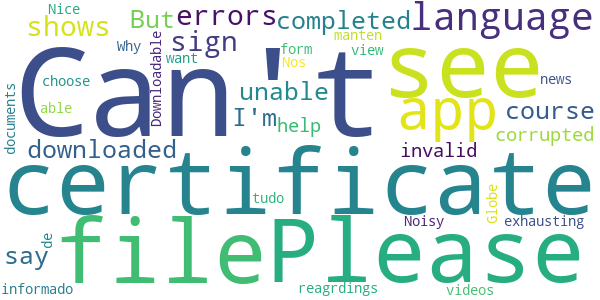 Nice
shows But errors completed language
Why sign form manten
Can't see
choose want Nos view news
able Downloadable unable app
documents I'm help course
corrupted
downloaded invalid
certificate
tudo Globe
de Noisy exhausting
say file Please
informado reagrdings videos